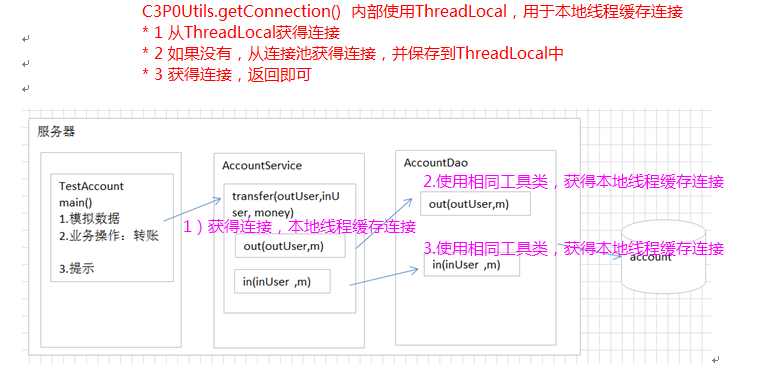 C3P0Utils.getConnection()  内部使用ThreadLocal，用于本地线程缓存连接
* 1 从ThreadLocal获得连接
* 2 如果没有，从连接池获得连接，并保存到ThreadLocal中
* 3 获得连接，返回即可
服务器
TestAccount
main()
1.模拟数据
2.业务操作：转账
3.提示
AccountService
transfer(outUser,inU
ser, money)
1）获得连接，本地线程缓存连接
out(outUser,m)
in(inUser ,m)
AccountDao
2.使用相同工具类，获得本地线程缓存连接
out(outUser,m)
3.使用相同工具类，获得本地线程缓存连接
in(inUser ,m)
account